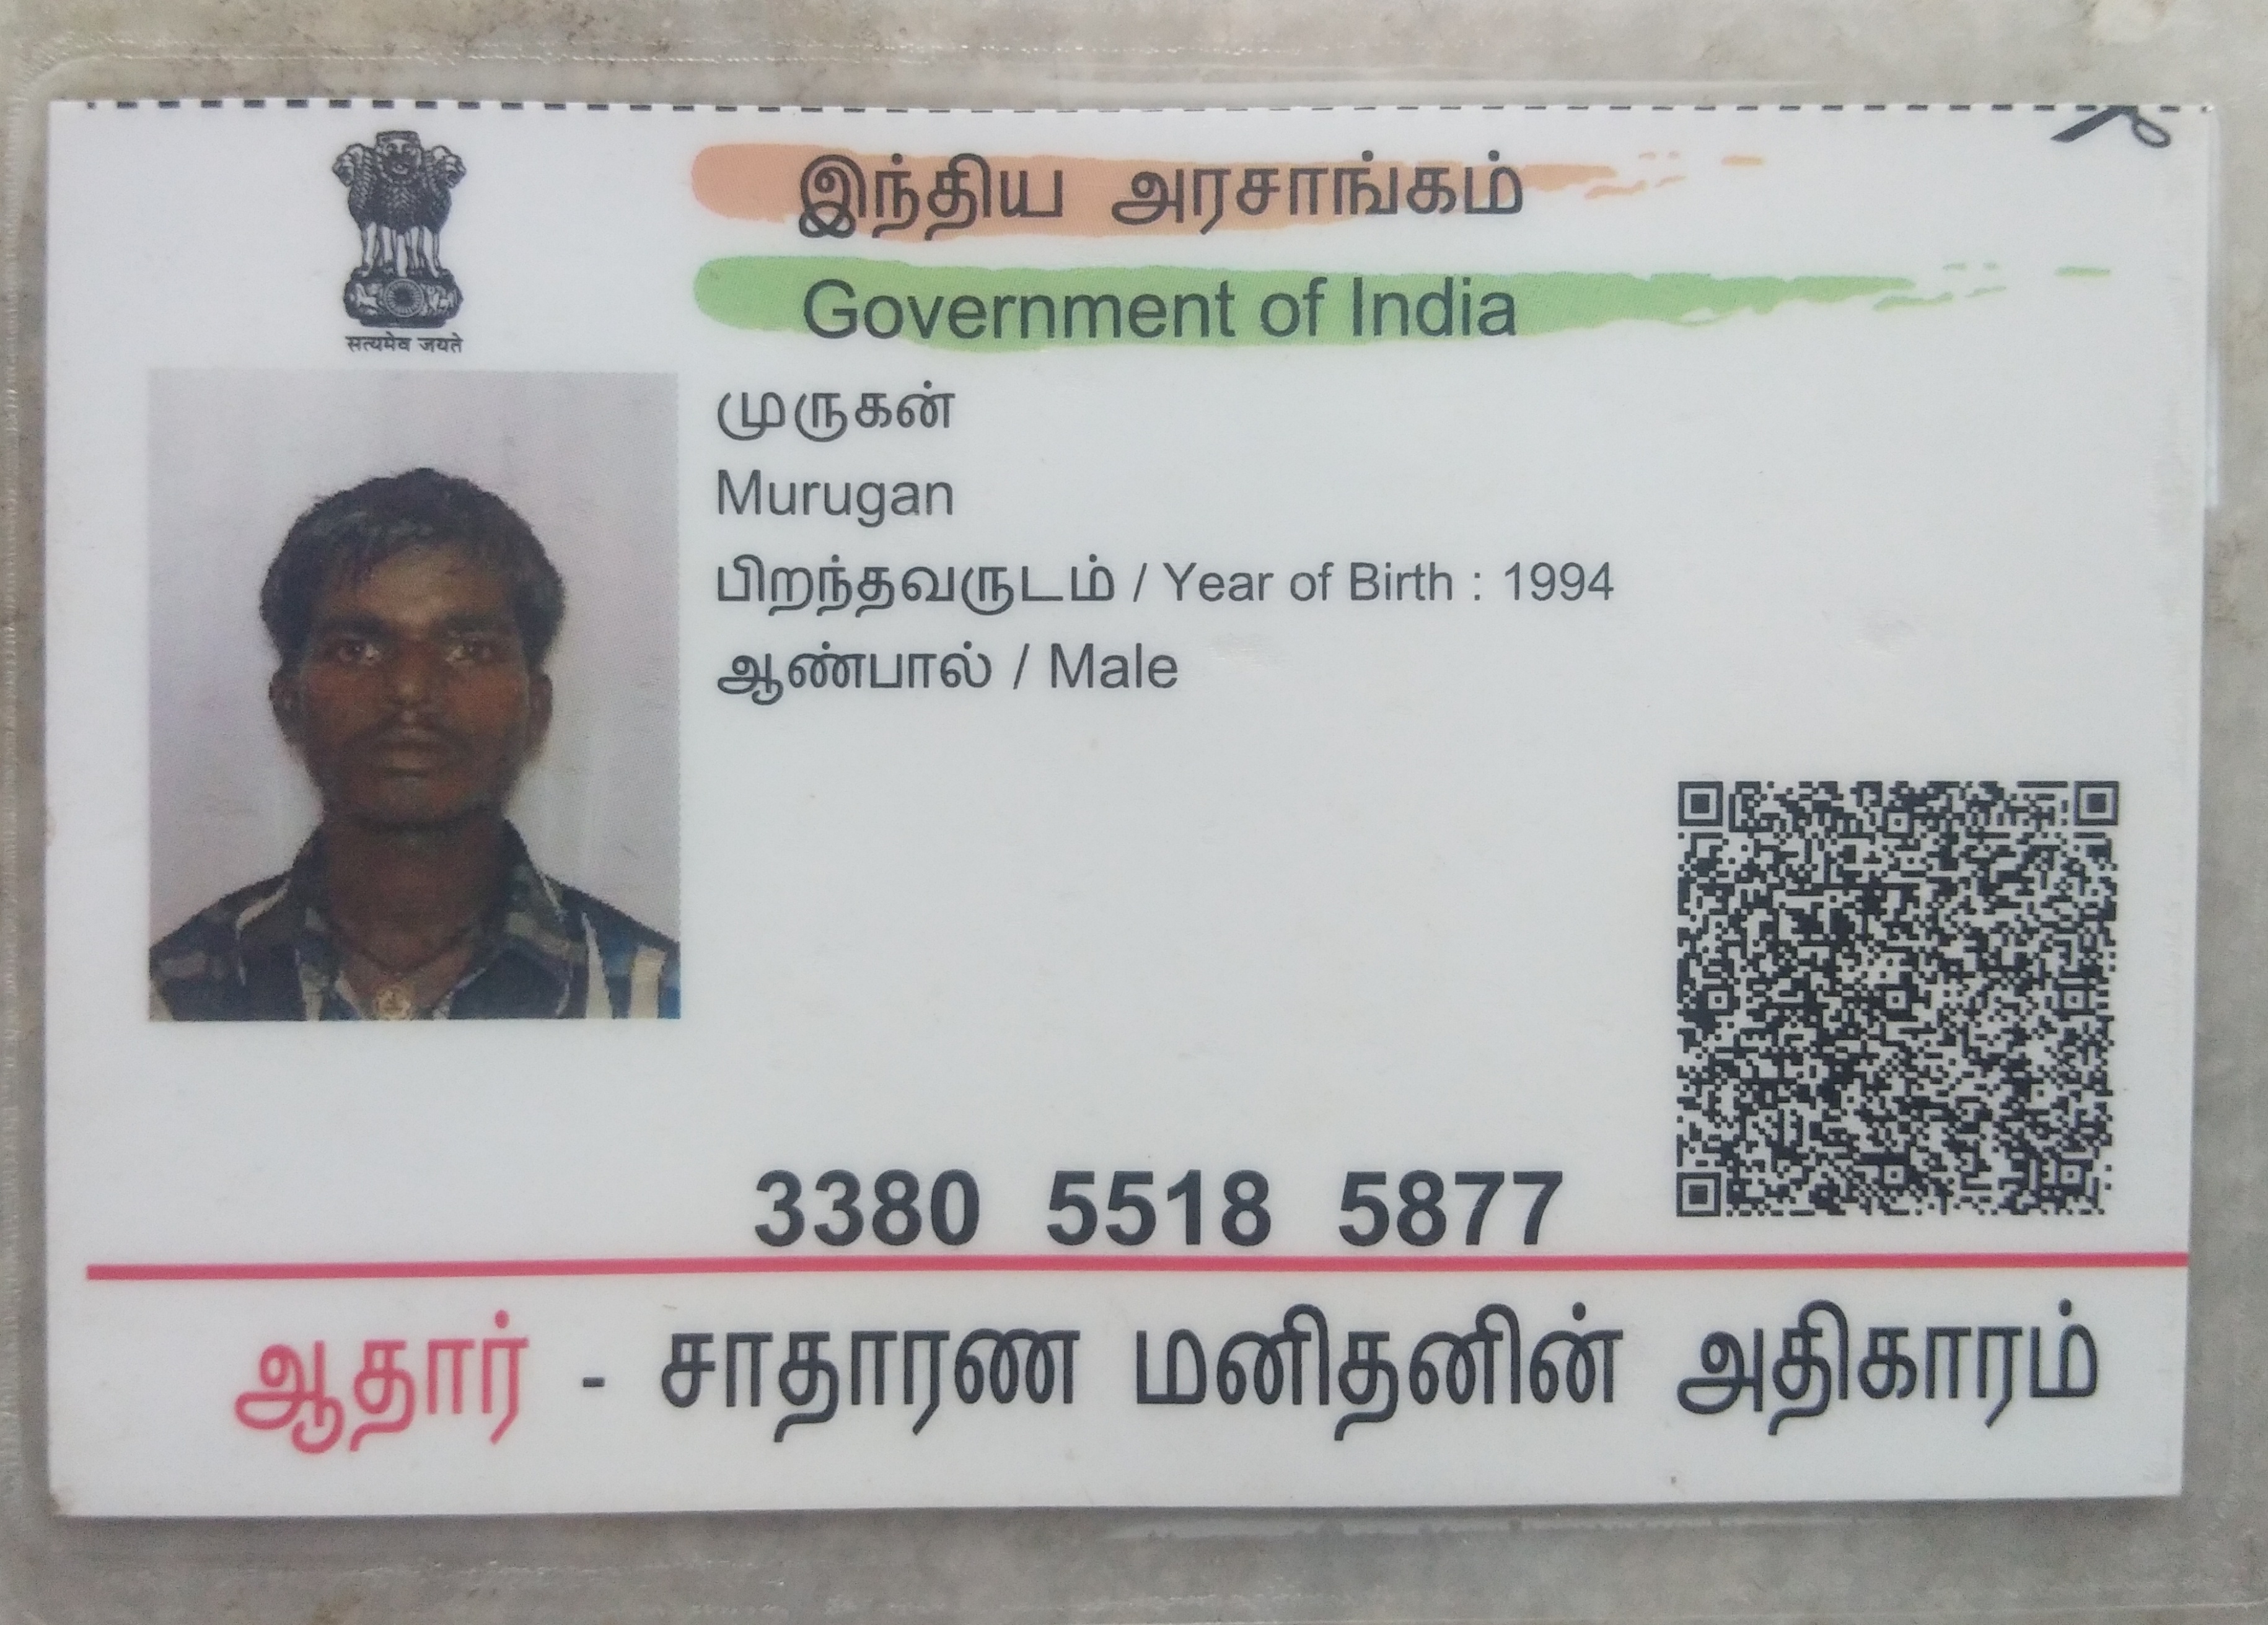 இந்திய அரசாங்கம்
Government of India
सत्यमेव जयते
முருகன்
Murugan
பிறந்தவருடம் / Year of Birth : 1994
ஆண்பால் / Male
3380 5518 5877
ஆதார் - சாதாரண மனிதனின் அதிகாரம்